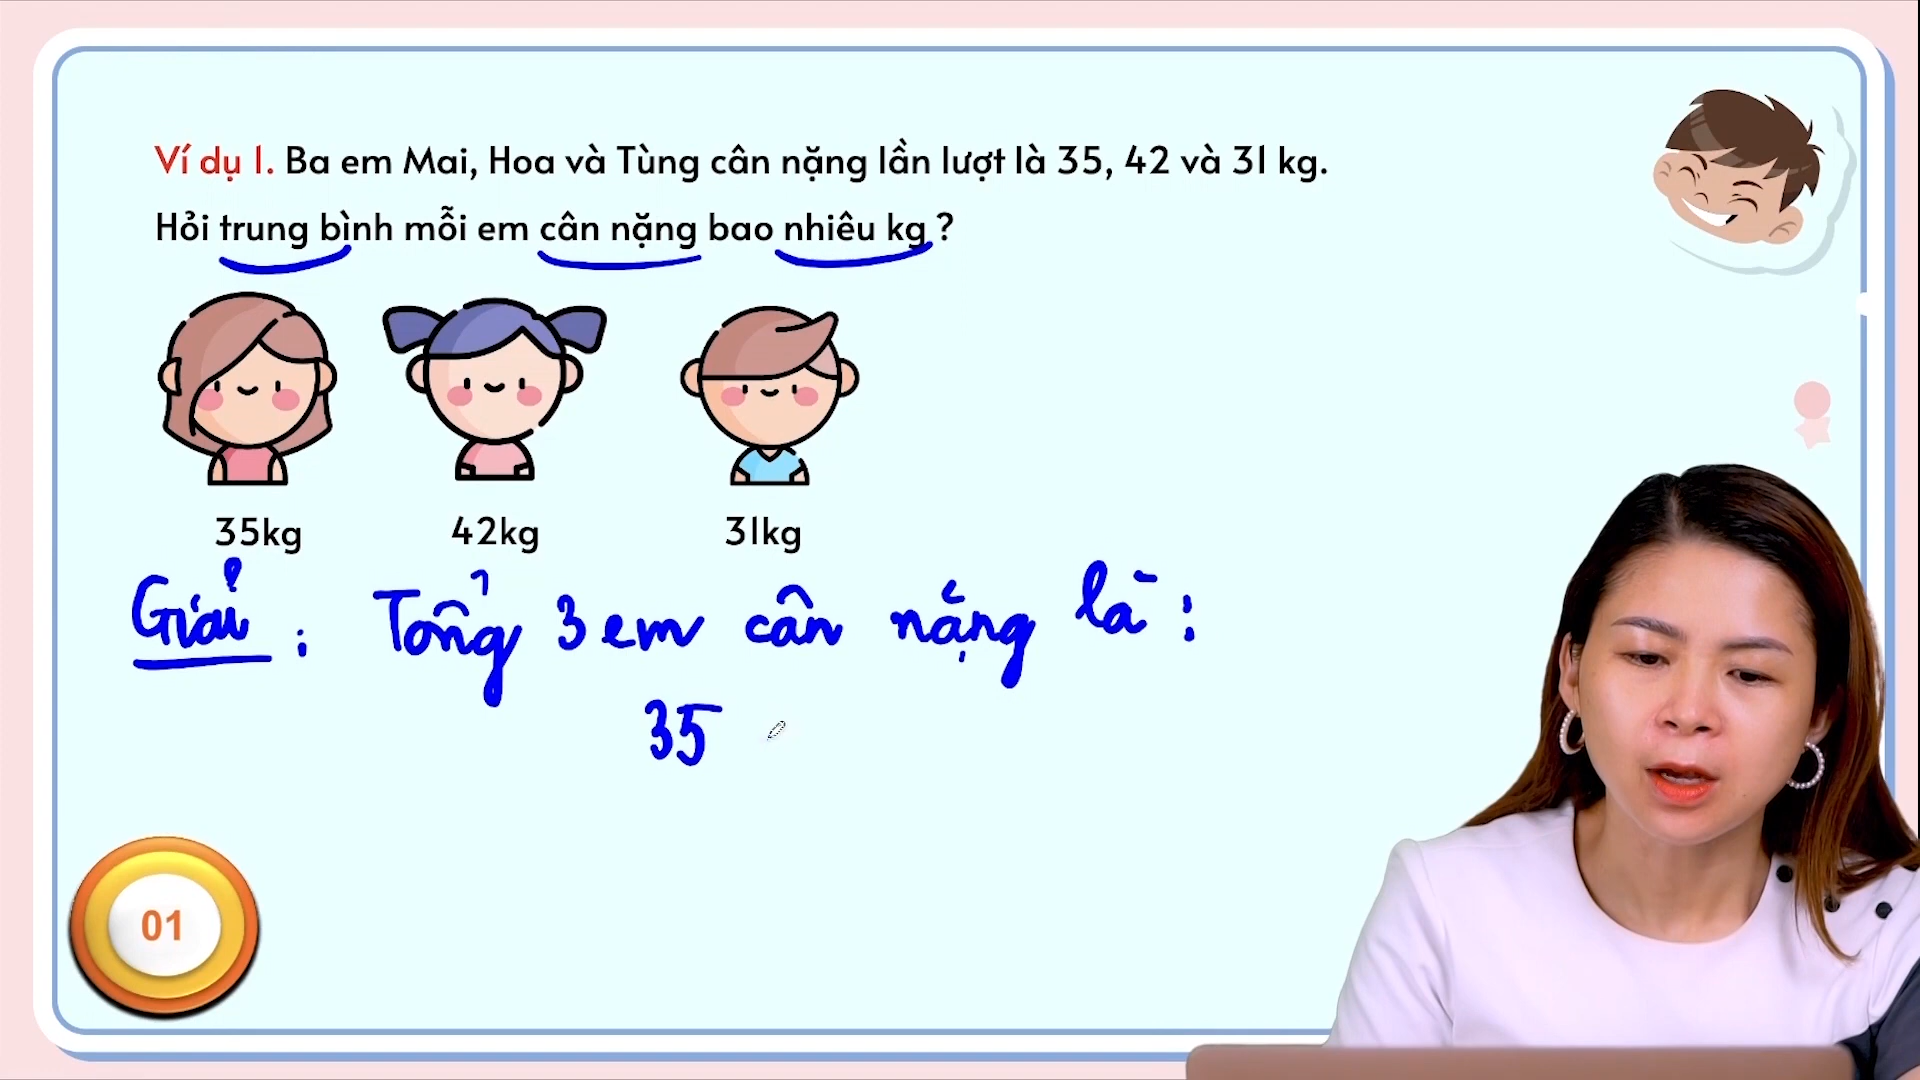 Ví dụ 1. Ba em Mai, Hoa và Tùng cân nặng lần lượt là 35, 42 và 31 kg.
Hỏi trung bình mỗi em cân nặng bao nhiêu kg ?
35kg 42kg 31kg
Giải : Tổng 3 em cân nặng là :
35
01